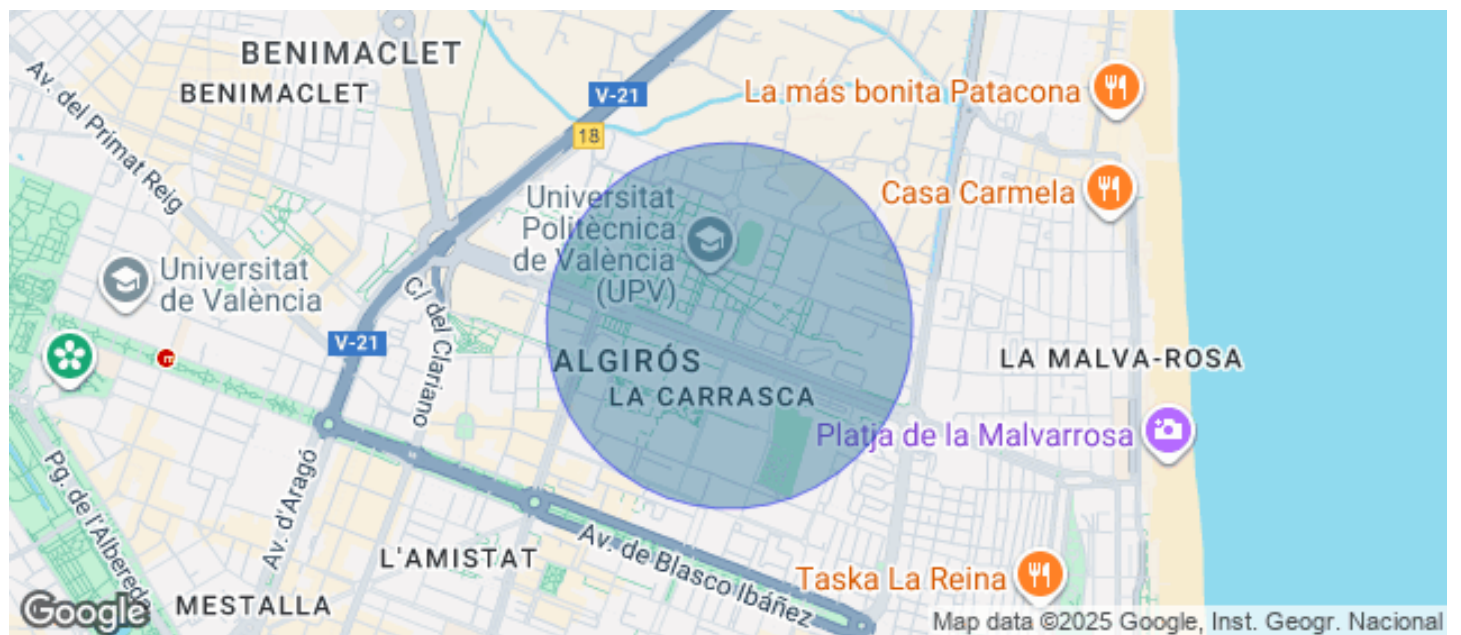 BENIMACLET
BENIMACLET
Av. del Primat Reig
V-21
18
La más bonita Patacona
Casa Carmela
Universitat
Politècnica
de València
(UPV)
Universitat
de València
C/ del Clariano
V-21
ALGIRÓS
LA CARRASCA
LA MALVA-ROSA
Platja de la Malvarrosa
Pg. de l'Albereda
Av. d'Aragó
L'AMISTAT
Av. de Blasco Ibáñez
Taska La Reina
MESTALLA
Google
Map data ©2025 Google, Inst. Geogr. Nacional